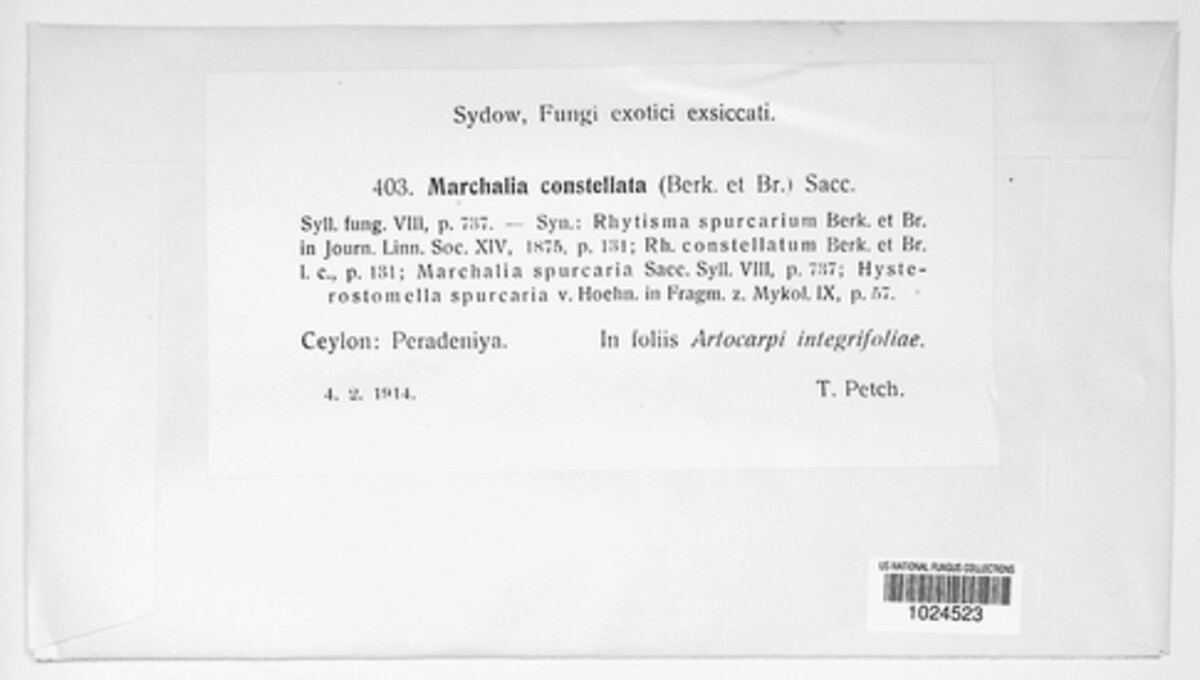 Sydow, Fungi exotici exsiccati.
403. Marchalia constellata (Berk. et Br.) Sacc.
Syll. fung. VIII, p. 737. — Syn.: Rhytisma spurcarium Berk. et Br.
in Journ. Linn. Soc. XIV, 1875, p. 131; Rh. constellatum Berk. et Br.
l. c., p. 131; Marchalia spurcaria Sacc. Syll. VIII, p. 737; Hyste-
rostomella spurcaria v. Hoehn. in Fragm. z. Mykol. IX, p. 57.
Ceylon: Peradeniya. In foliis Artocarpi integrifoliae.
4. 2. 1914. T. Petch.
US NATIONAL FUNGUS COLLECTIONS
1024523